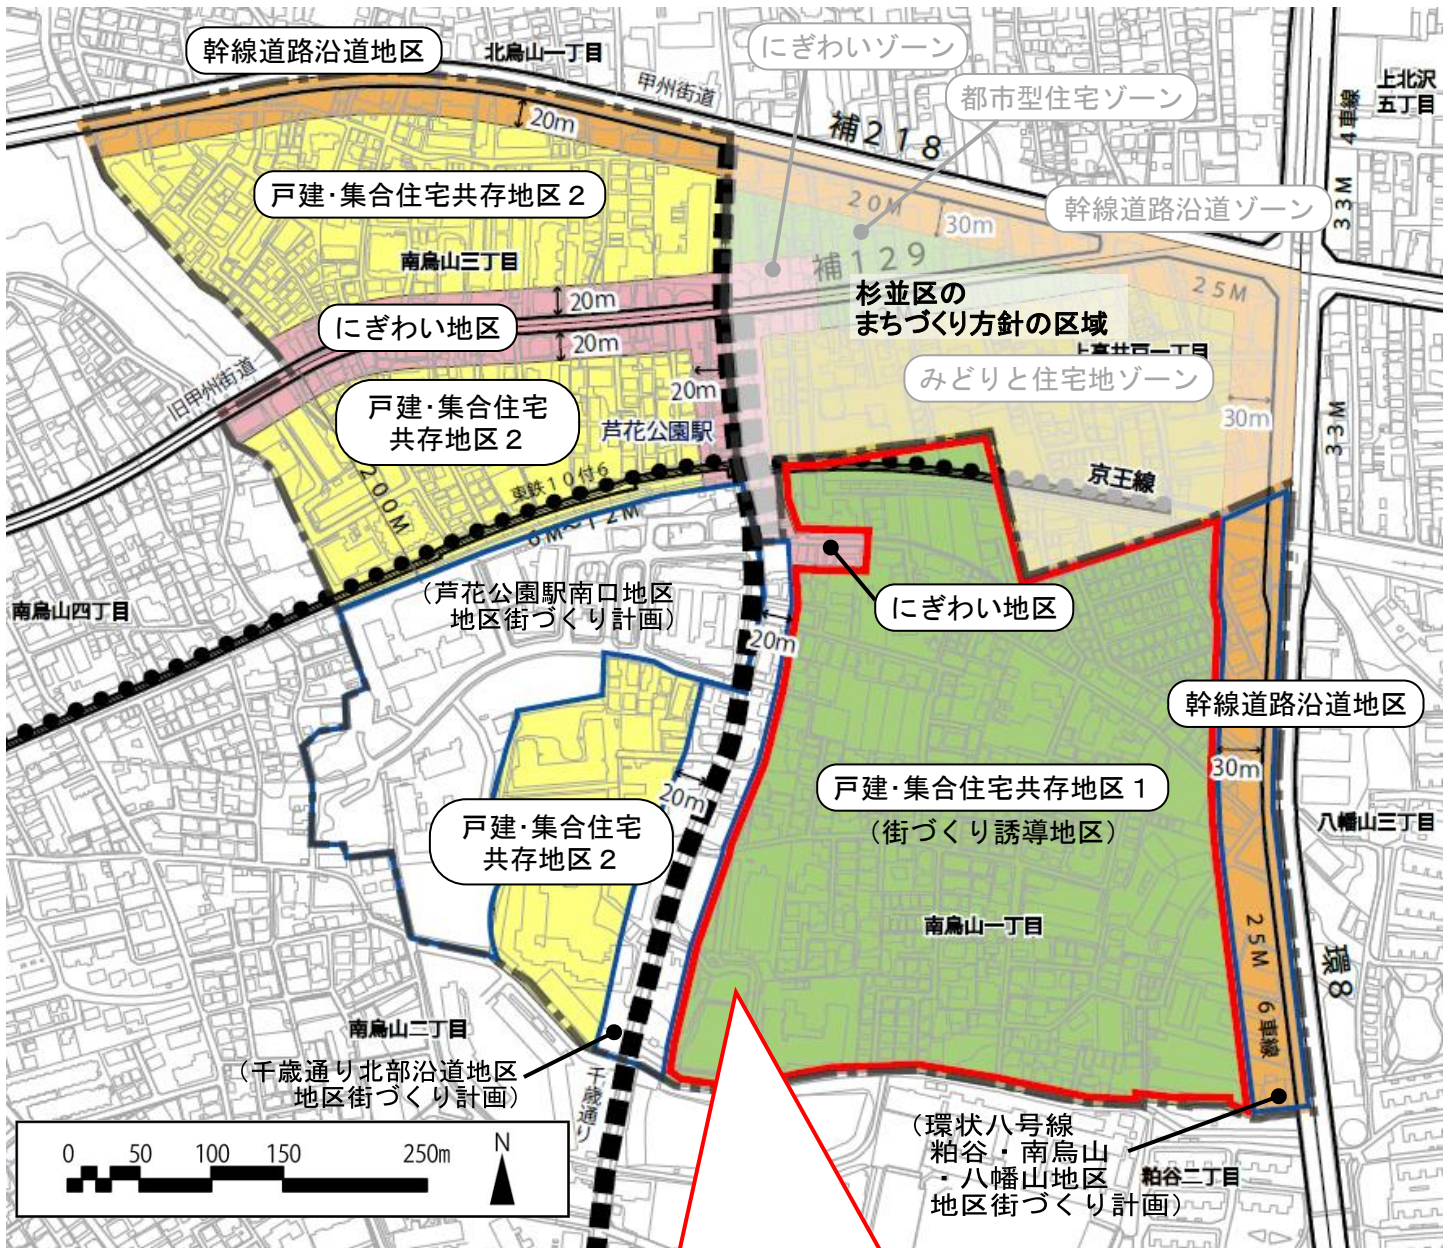 幹線道路沿道地区
北烏山一丁目
にぎわいゾーン
甲州街道
都市型住宅ゾーン
上北沢
五丁目
4車線
20m
補218
戸建･集合住宅共存地区２
20M
30m
幹線道路沿道ゾーン
33M
南烏山三丁目
補129
20m
杉並区の
まちづくり方針の区域
25M
にぎわい地区
20m
上高井戸一丁目
旧甲州街道
20m
みどりと住宅地ゾーン
戸建･集合住宅
共存地区２
30m
33M
芦花公園駅
200M
東鉄１０付６
京王線
6M～12M
南烏山四丁目
（芦花公園駅南口地区
地区街づくり計画）
にぎわい地区
20m
幹線道路沿道地区
30m
戸建･集合住宅共存地区１
（街づくり誘導地区）
20m
戸建･集合住宅
共存地区２
八幡山三丁目
南烏山一丁目
25M
6車線
環8
南烏山二丁目
（千歳通り北部沿道地区
地区街づくり計画）
千歳通り
（環状八号線
粕谷・南烏山
・八幡山地区
地区街づくり計画）
粕谷二丁目
0 50 100 150 250m
N